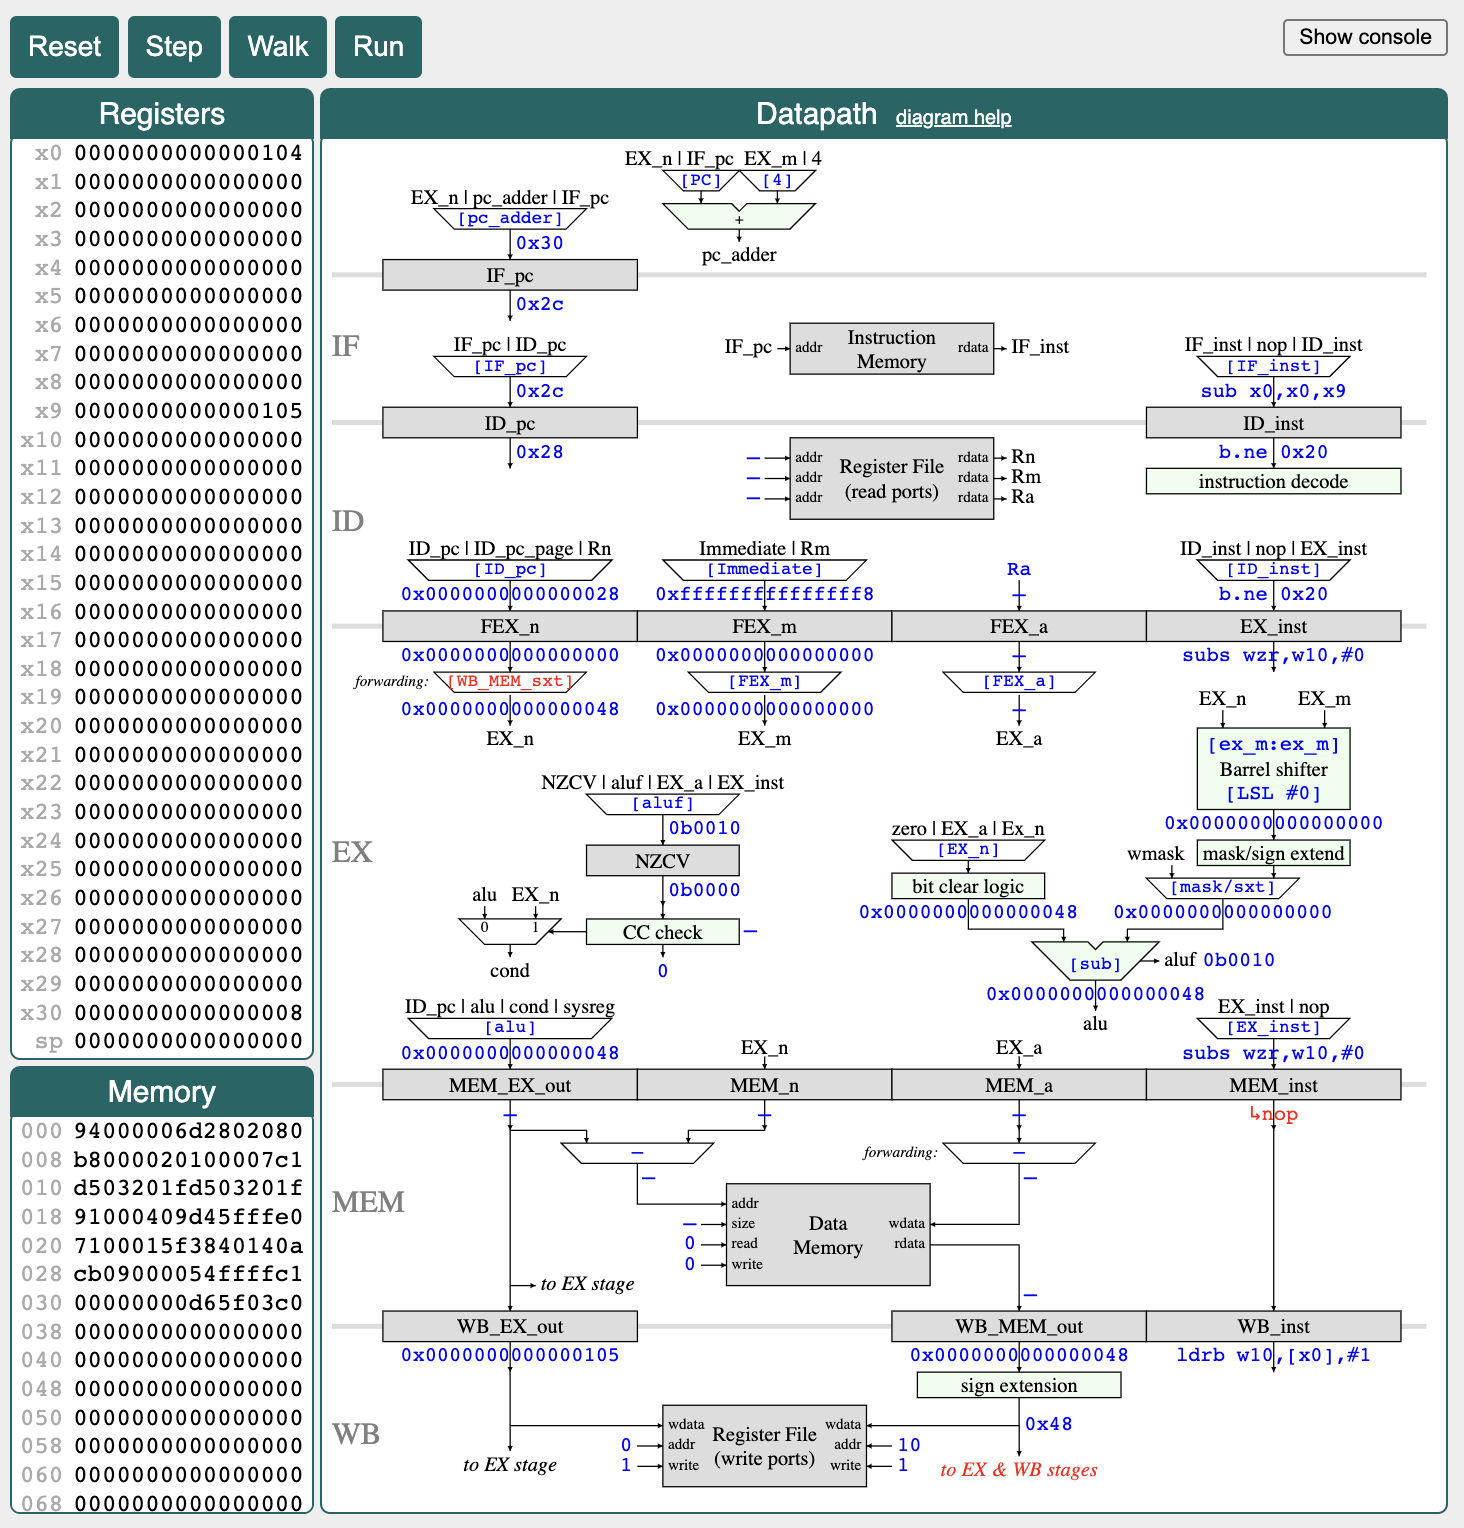 Reset Step Walk Run Show console
Registers
x0 0000000000000104
x1 0000000000000000
x2 0000000000000000
x3 0000000000000000
x4 0000000000000000
x5 0000000000000000
x6 0000000000000000
x7 0000000000000000
x8 0000000000000000
x9 0000000000000105
x10 0000000000000000
x11 0000000000000000
x12 0000000000000000
x13 0000000000000000
x14 0000000000000000
x15 0000000000000000
x16 0000000000000000
x17 0000000000000000
x18 0000000000000000
x19 0000000000000000
x20 0000000000000000
x21 0000000000000000
x22 0000000000000000
x23 0000000000000000
x24 0000000000000000
x25 0000000000000000
x26 0000000000000000
x27 0000000000000000
x28 0000000000000000
x29 0000000000000000
x30 0000000000000008
sp 0000000000000000
Memory
000 94000006d2802080
008 b8000020100007c1
010 d503201fd503201f
018 91000409d45fffe0
020 7100015f3840140a
028 cb09000054ffffc1
030 00000000d65f03c0
038 0000000000000000
040 0000000000000000
048 0000000000000000
050 0000000000000000
058 0000000000000000
060 0000000000000000
068 0000000000000000
Datapath diagram help
EX_n | IF_pc EX_m | 4
[PC] [4]
EX_n | pc_adder | IF_pc
[pc_adder]
+
0x30
pc_adder
IF_pc
0x2c
IF
IF_pc | ID_pc
[IF_pc]
0x2c
IF_pc addr Instruction Memory rdata IF_inst
IF_inst | nop | ID_inst
[IF_inst]
sub x0,x0,x9
ID_pc
ID_inst
0x28
b.ne 0x20
instruction decode
– addr Register File rdata Rn
– addr (read ports) rdata Rm
– addr rdata Ra
ID
ID_pc | ID_pc_page | Rn
[ID_pc]
0x0000000000000028
Immediate | Rm
[Immediate]
0xfffffffffffffff8
Ra
–
ID_inst | nop | EX_inst
[ID_inst]
b.ne 0x20
FEX_n FEX_m FEX_a EX_inst
0x0000000000000000 0x0000000000000000 – subs wzr,w10,#0
forwarding: [WB_MEM_sxt] [FEX_m] [FEX_a]
0x0000000000000048 0x0000000000000000 –
EX_n EX_m EX_a
EX_n EX_m
[ex_m:ex_m]
Barrel shifter
[LSL #0]
0x0000000000000000
EX
NZCV | aluf | EX_a | EX_inst
[aluf]
0b0010
NZCV
0b0000
alu EX_n
0 1
CC check –
cond
0
zero | EX_a | Ex_n
[EX_n]
bit clear logic
0x0000000000000048
wmask mask/sign extend
[mask/sxt]
0x0000000000000000
[sub] aluf 0b0010
0x0000000000000048
alu
ID_pc | alu | cond | sysreg
[alu]
0x0000000000000048
EX_n
EX_a
EX_inst | nop
[EX_inst]
subs wzr,w10,#0
MEM_EX_out MEM_n MEM_a MEM_inst
– – – ↳nop
– forwarding: –
– –
MEM
addr
– size Data wdata
0 read Memory rdata
0 write
to EX stage
–
WB_EX_out WB_MEM_out WB_inst
0x0000000000000105 0x0000000000000048 ldrb w10,[x0],#1
sign extension
0x48
WB
wdata Register File wdata
0 addr (write ports) addr 10
1 write write 1
to EX stage
to EX & WB stages